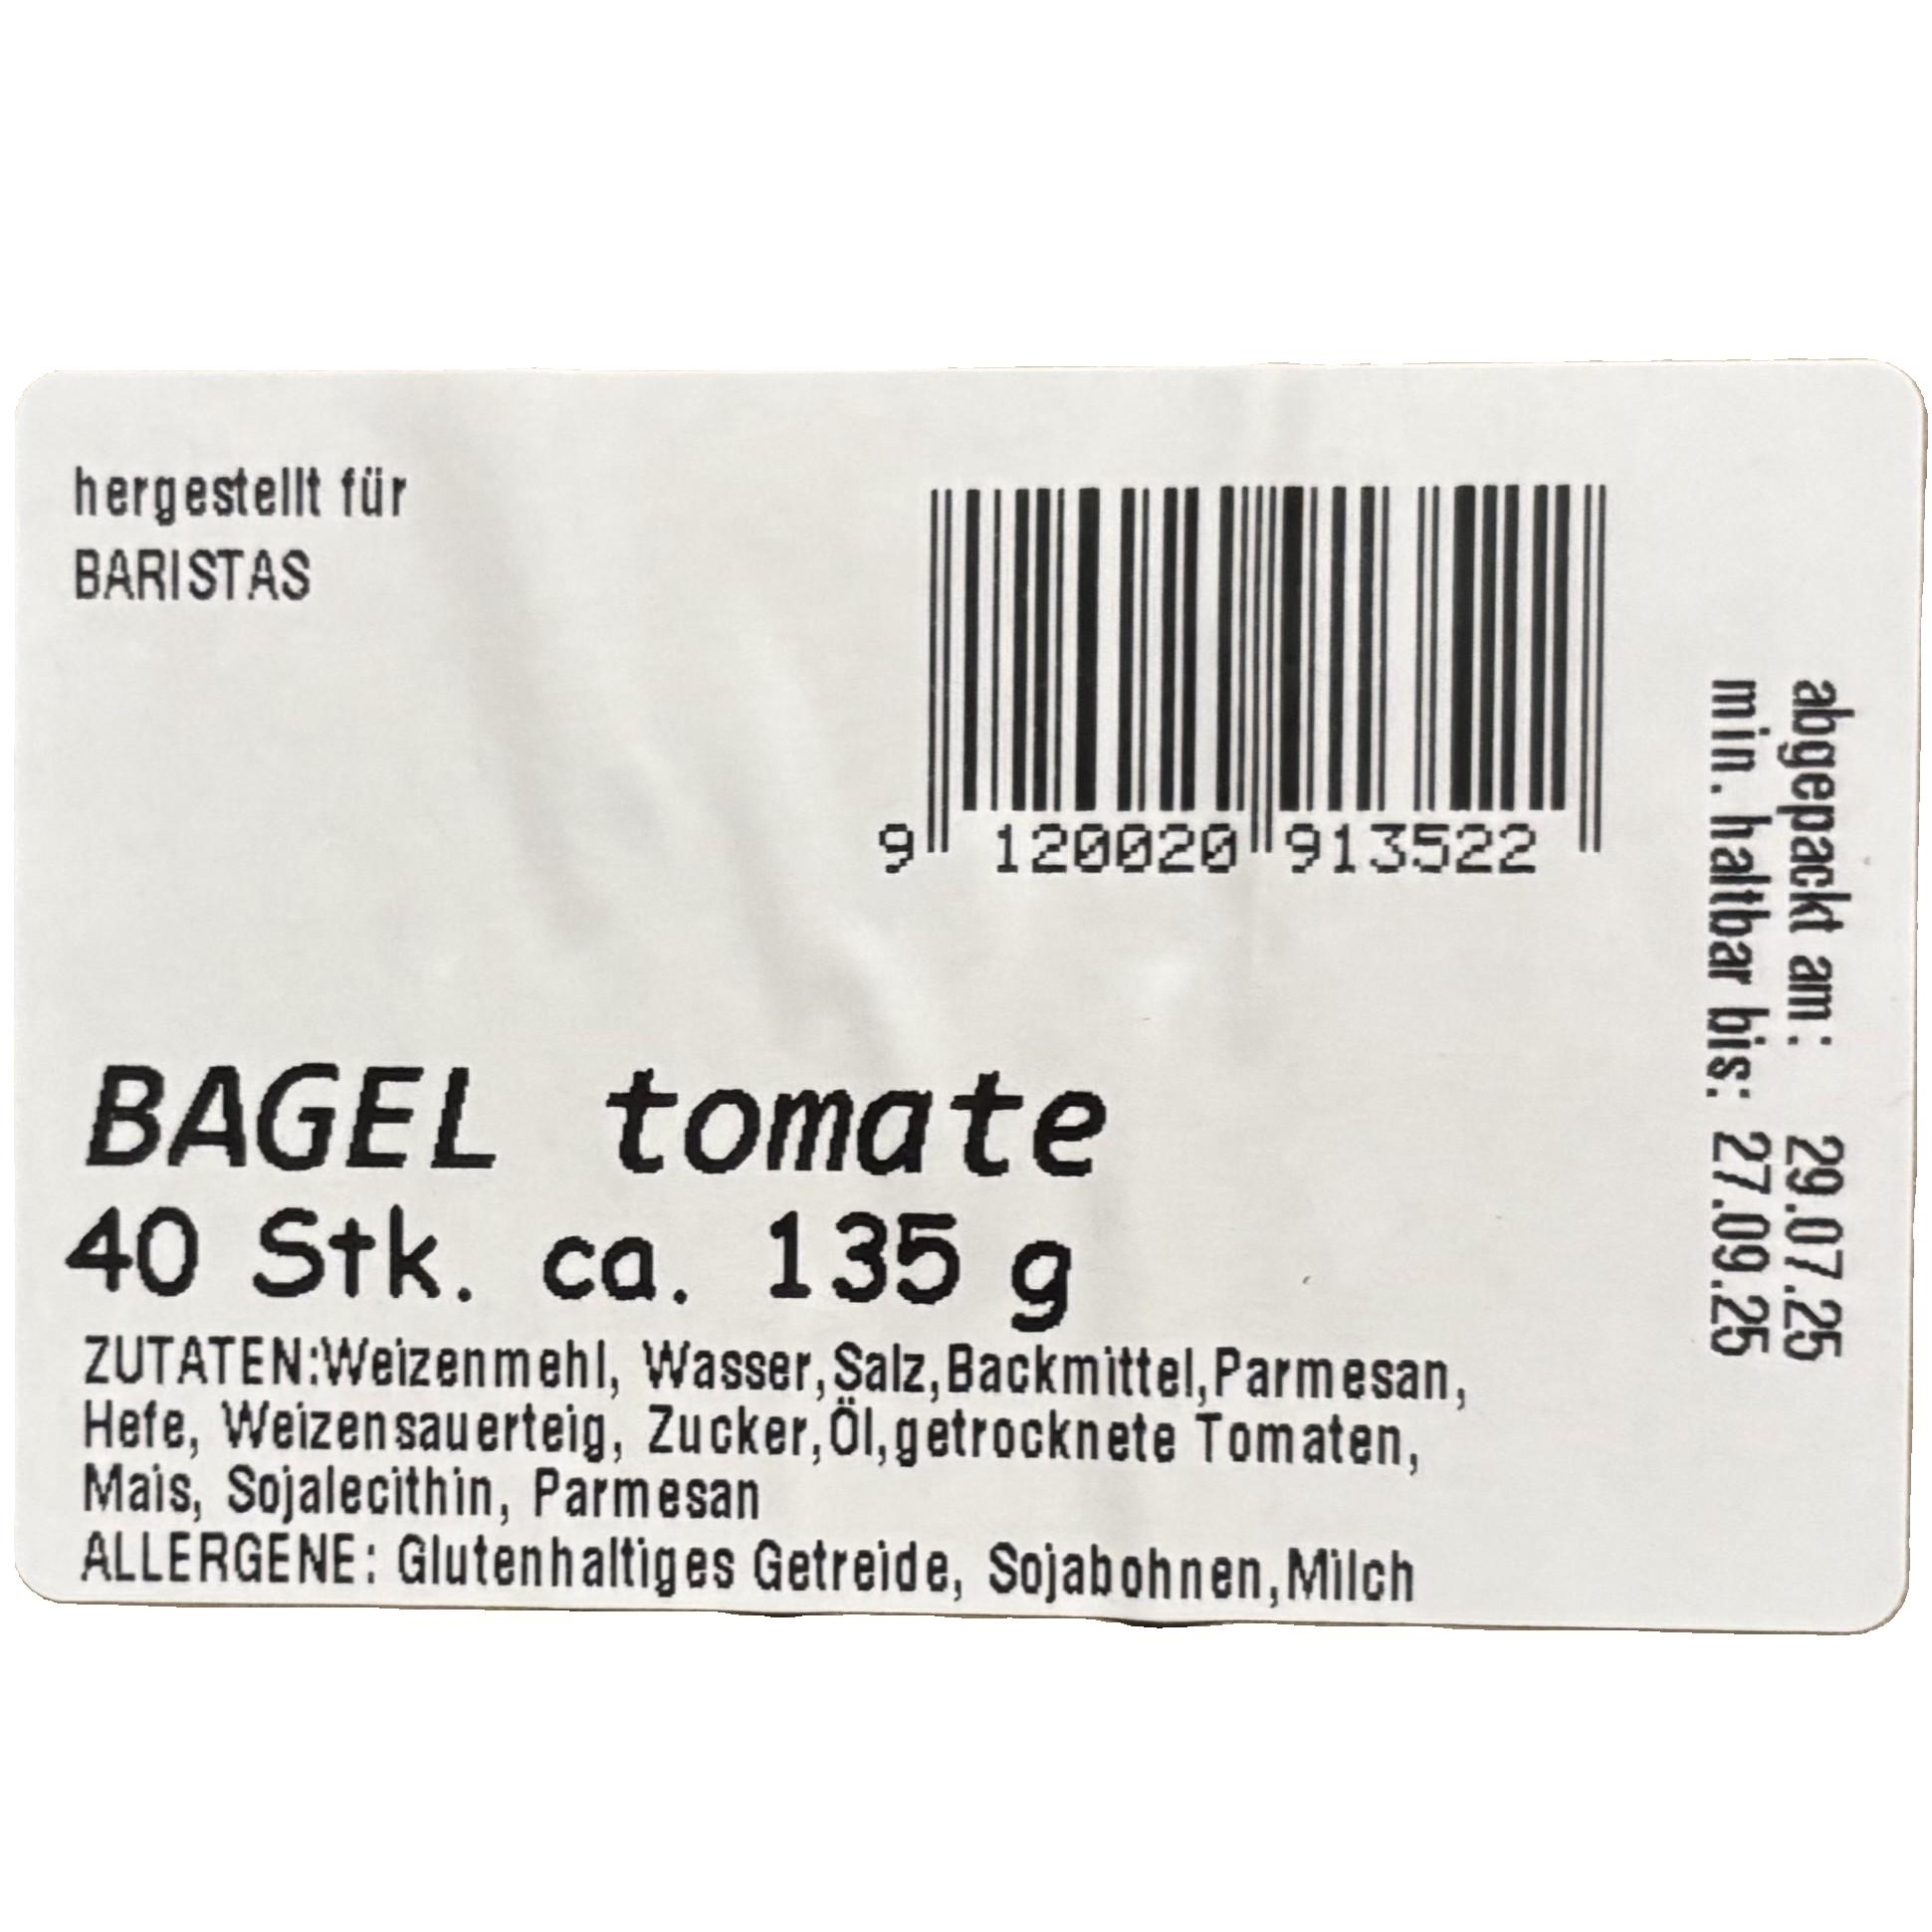 hergestellt für
BARISTAS
9 120020 913522
abgepackt am: 29.07.25
min. haltbar bis: 27.09.25
BAGEL tomate
40 Stk. ca. 135 g
ZUTATEN:Weizenmehl, Wasser,Salz,Backmittel,Parmesan,
Hefe, Weizensauerteig, Zucker,Öl,getrocknete Tomaten,
Mais, Sojalecithin, Parmesan
ALLERGENE: Glutenhaltiges Getreide, Sojabohnen,Milch